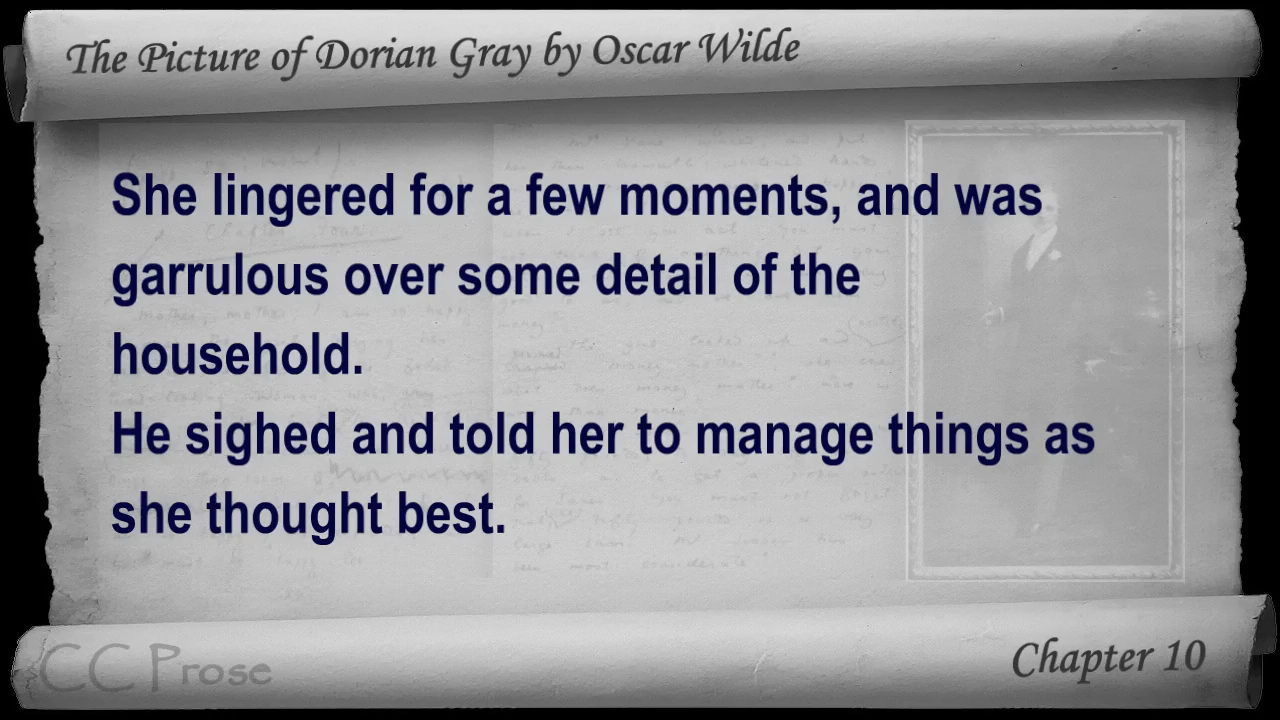 The Picture of Dorian Gray by Oscar Wilde
She lingered for a few moments, and was
garrulous over some detail of the
household.
He sighed and told her to manage things as
she thought best.
CC Prose
Chapter 10